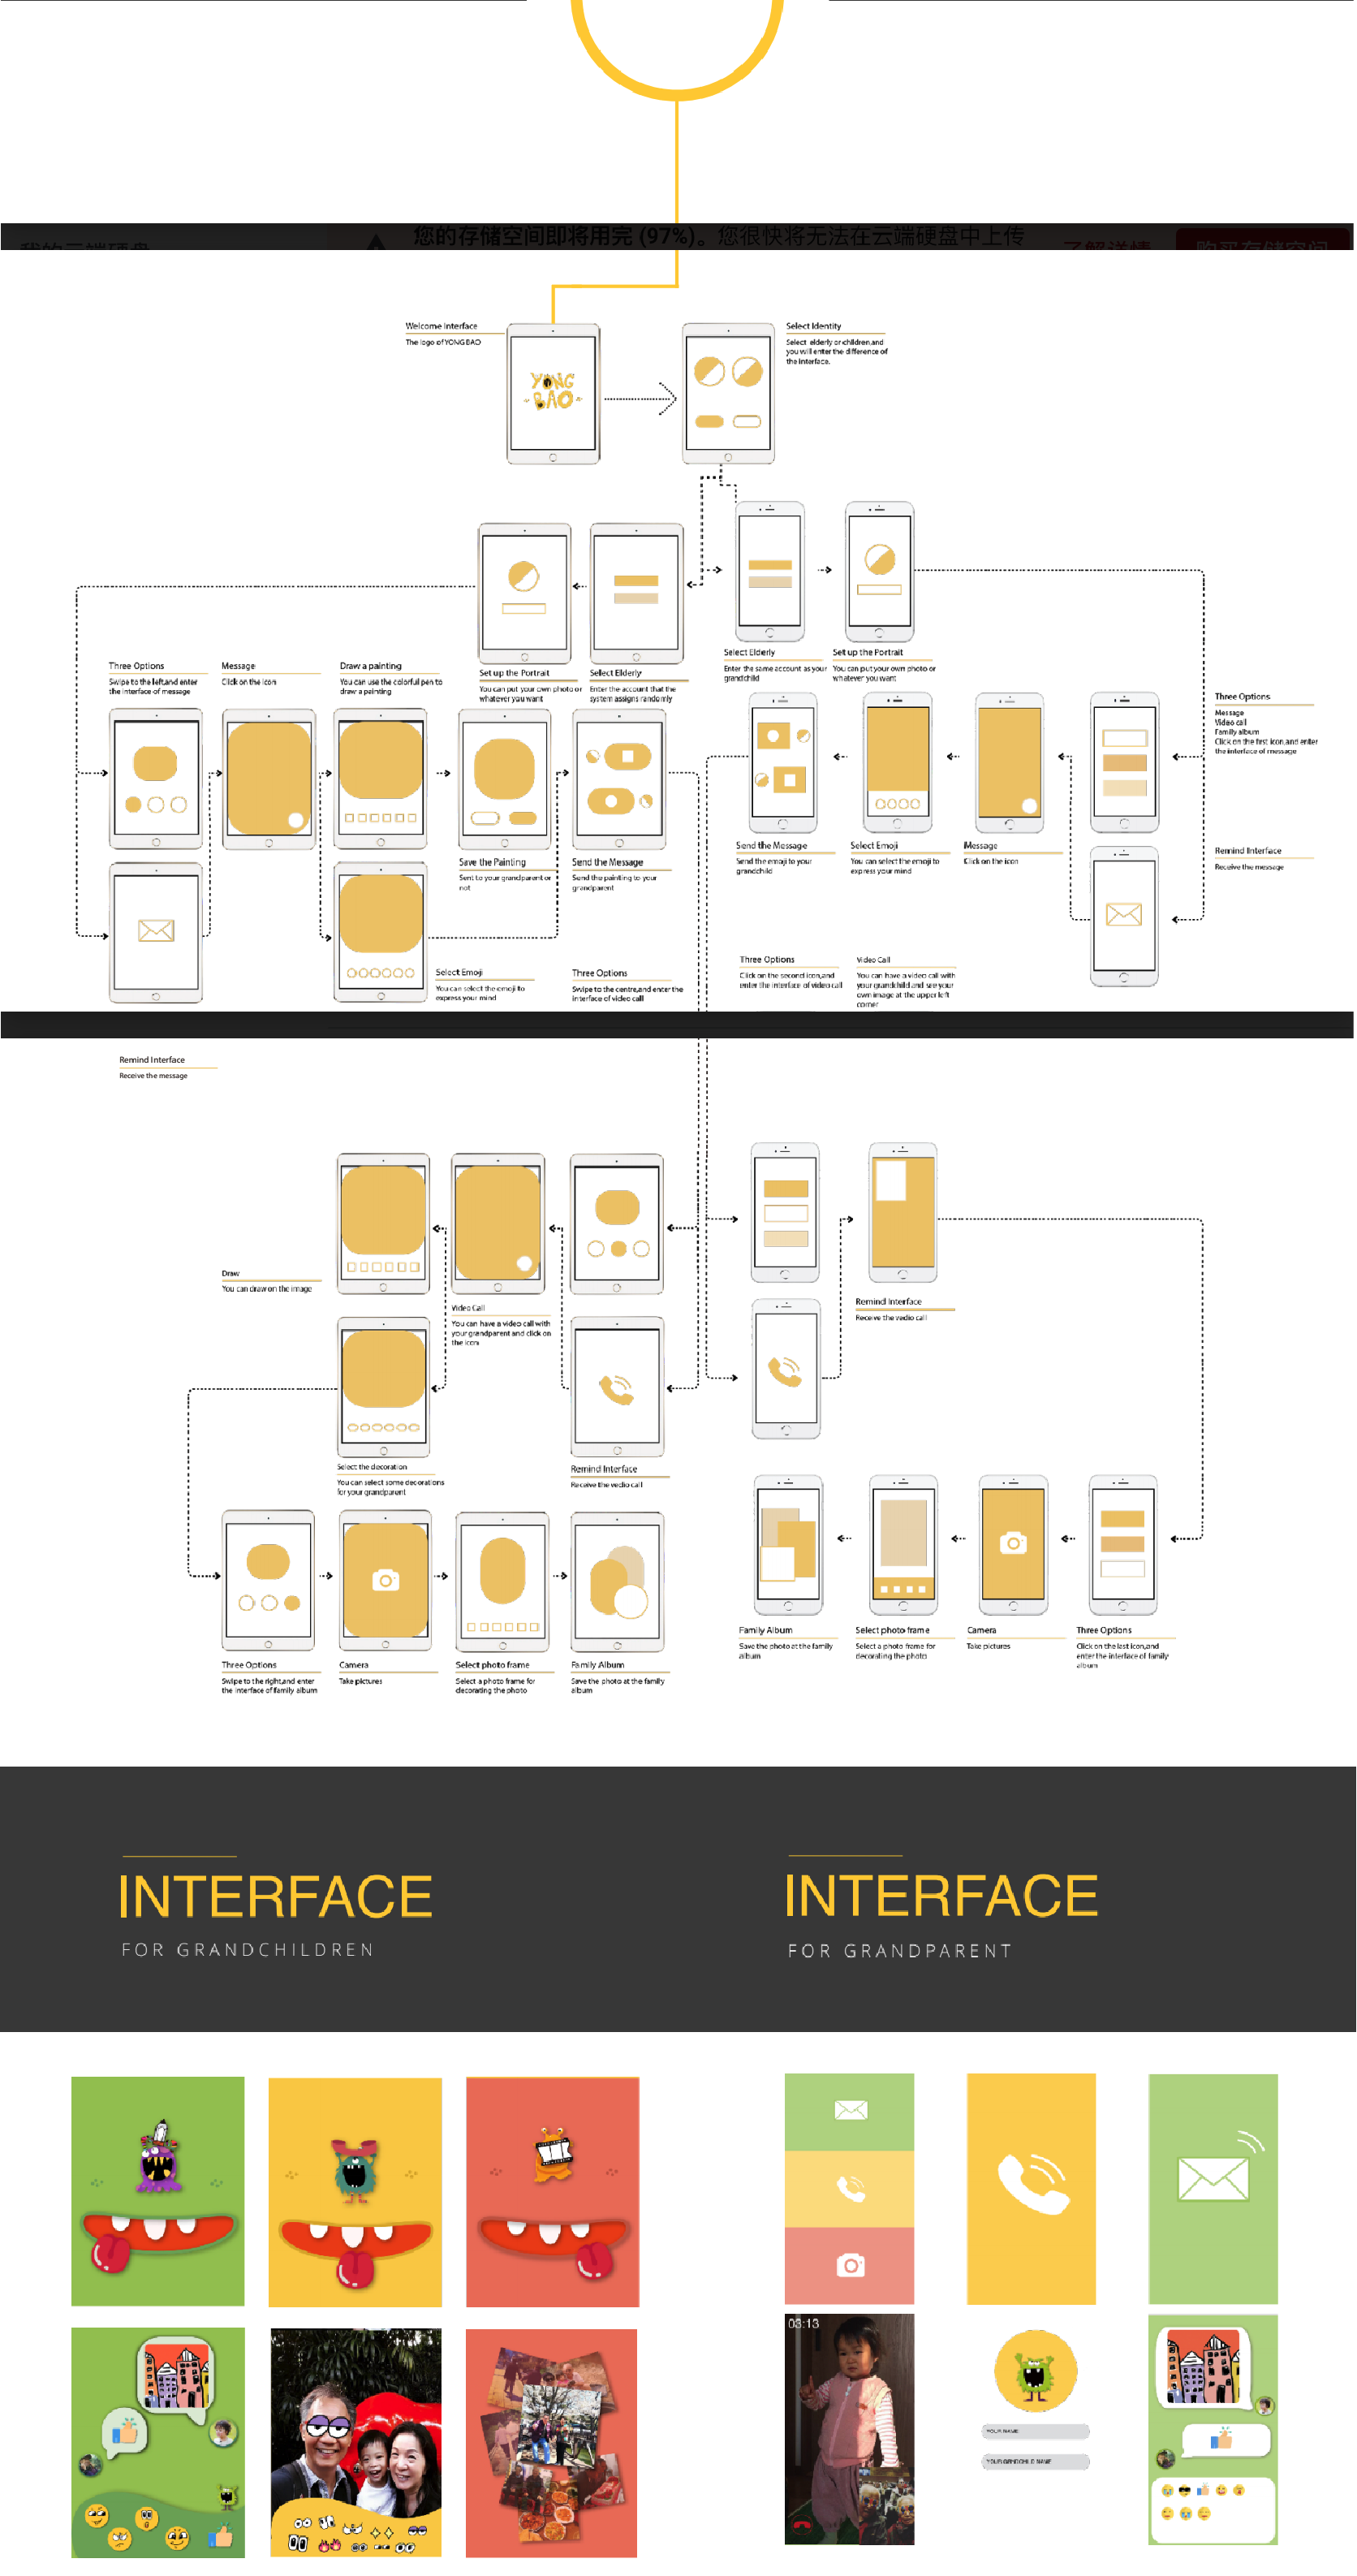 我的云端硬盘
您的存储空间即将用完 (97%)。您很快将无法在云端硬盘中上传
了解详情
购买存储空间
Welcome Interface
The logo of YONG BAO
YONG
BAO
Select Identity
Select elderly or children,and
you will enter the difference of
the interface.
Set up the Portrait
You can put your own photo or
whatever you want
Select Elderly
Enter the account that the
system assigns randomly
Select Elderly
Enter the same account as your
grandchild
Set up the Portrait
You can put your own photo or
whatever you want
Three Options
Swipe to the left,and enter
the interface of message
Message
Click on the icon
Draw a painting
You can use the colorful pen to
draw a painting
Save the Painting
Sent to your grandparent or
not
Send the Message
Send the painting to your
grandparent
Select Emoji
You can select the emoji to
express your mind
Three Options
Swipe to the centre,and enter the
interface of video call
Three Options
Message
Video call
Family album
Click on the first icon,and enter
the interface of message
Send the Message
Send the emoji to your
grandchild
Select Emoji
You can select the emoji to
express your mind
Message
Click on the icon
Remind Interface
Receive the message
Three Options
Click on the second icon,and
enter the interface of video call
Video Call
You can have a video call with
your grandchild and see your
own image at the upper left
corner
Remind Interface
Receive the message
Draw
You can draw on the image
Video Call
You can have a video call with
your grandparent and click on
the icon
Select the decoration
You can select some decorations
for your grandparent
Remind Interface
Receive the vedio call
Remind Interface
Receive the vedio call
Three Options
Swipe to the right,and enter
the interface of family album
Camera
Take pictures
Select photo frame
Select a photo frame for
decorating the photo
Family Album
Save the photo at the family
album
Family Album
Save the photo at the family
album
Select photo frame
Select a photo frame for
decorating the photo
Camera
Take pictures
Three Options
Click on the last icon,and
enter the interface of family
album
INTERFACE
FOR GRANDCHILDREN
INTERFACE
FOR GRANDPARENT
03:13
YOUR NAME
YOUR GRANDCHILD NAME